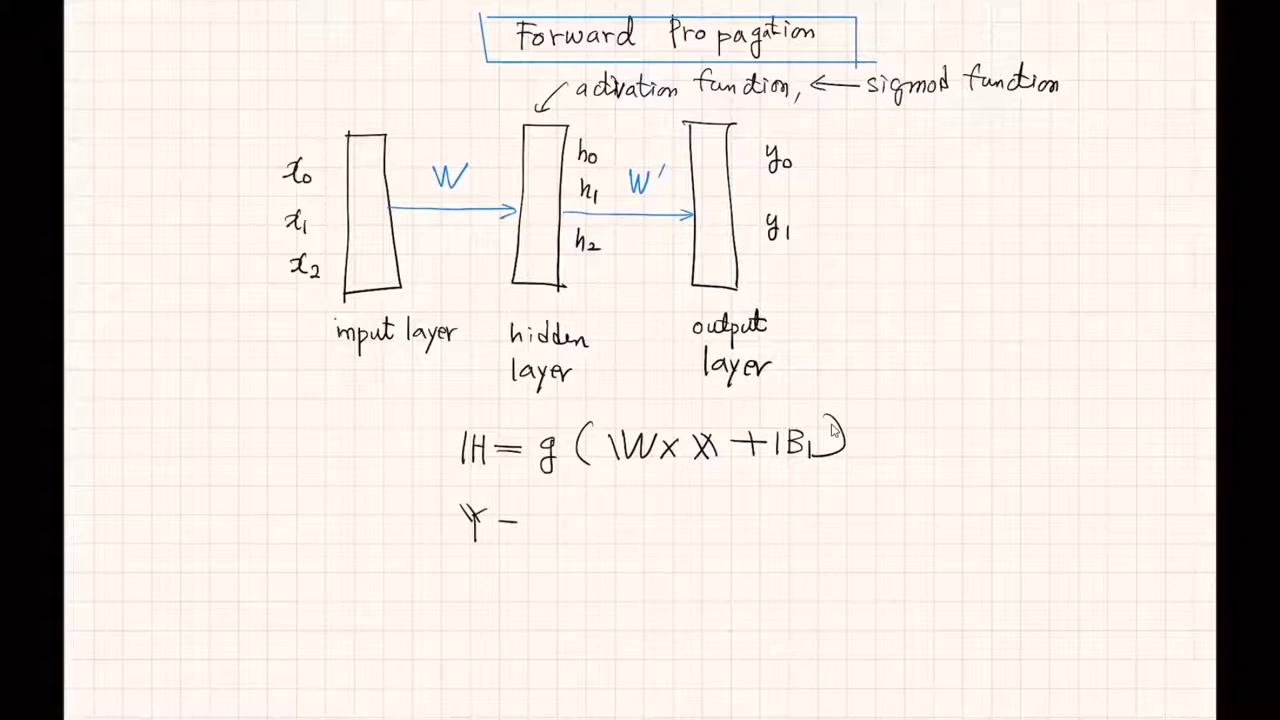 Forward Propagation
activation function, ← sigmod function
x₀
x₁
x₂
W
h₀
h₁
h₂
W′
y₀
y₁
input layer
hidden layer
output layer
H = g ( W × X + B₁ )
Y –